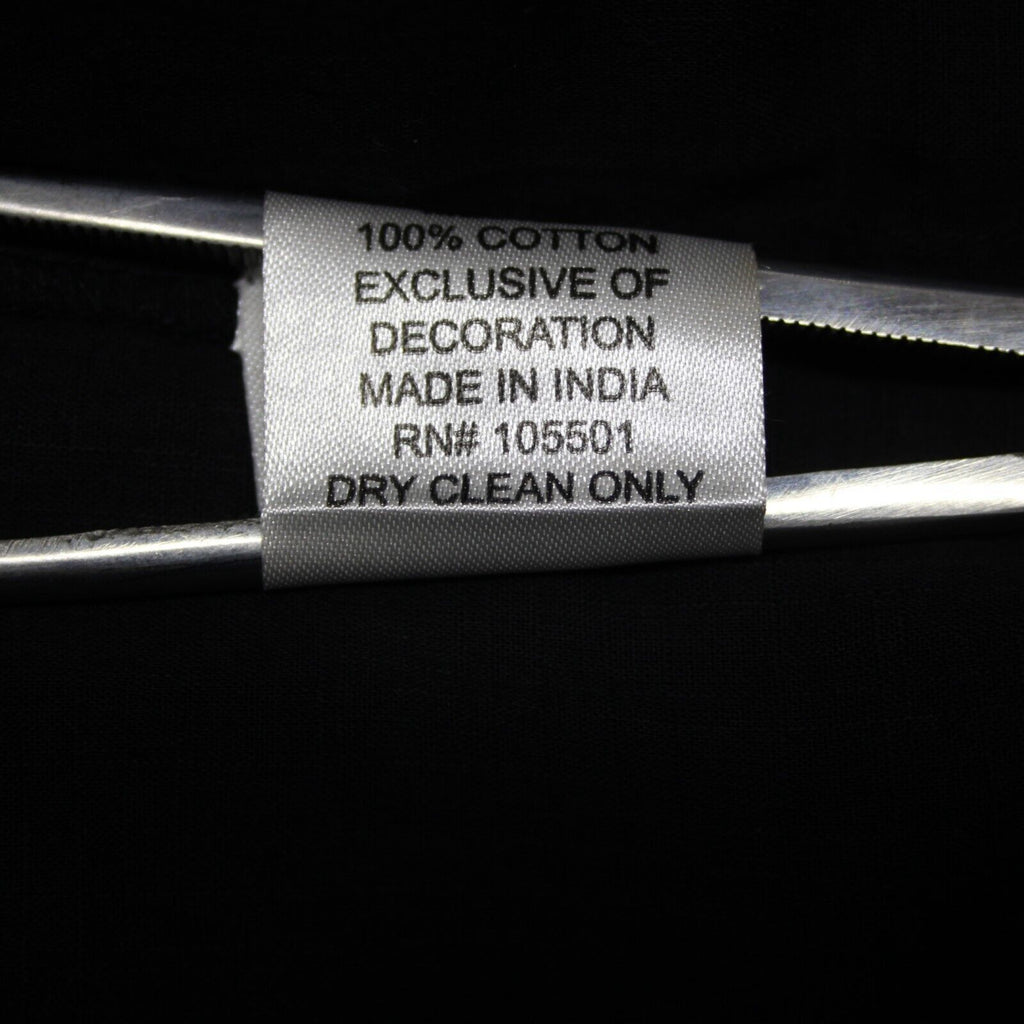 100% COTTON
EXCLUSIVE OF
DECORATION
MADE IN INDIA
RN# 105501
DRY CLEAN ONLY